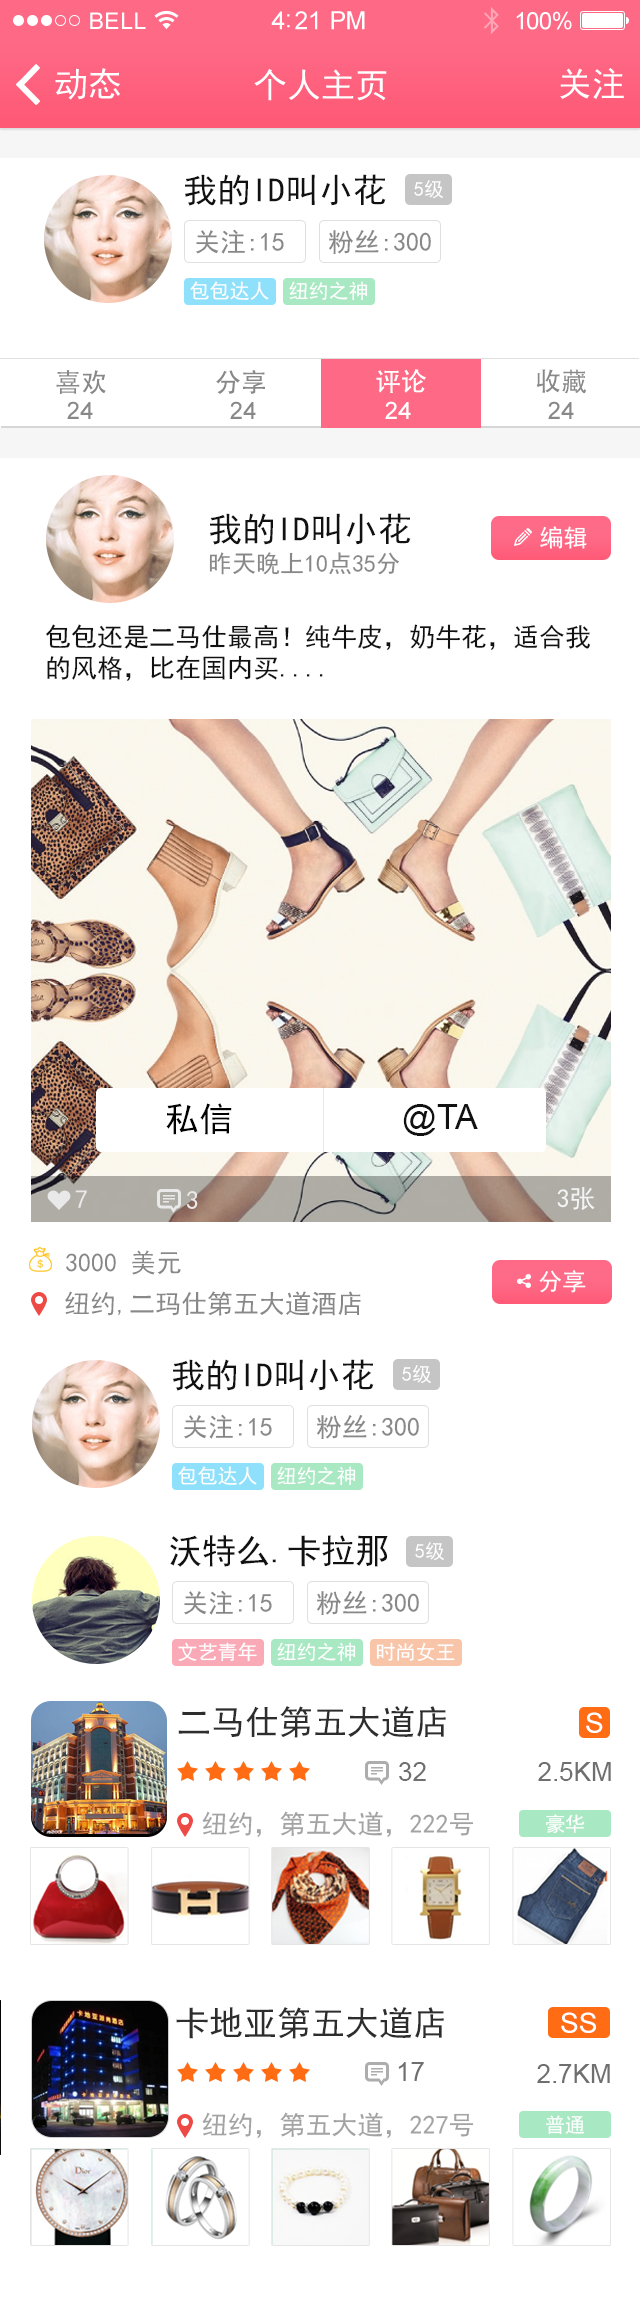 BELL 4:21 PM 100%
动态 个人主页 关注
我的ID叫小花 5级
关注:15 粉丝:300
包包达人 纽约之神
喜欢 分享 评论 收藏
24 24 24 24
我的ID叫小花
昨天晚上10点35分
编辑
包包还是二马仕最高！纯牛皮，奶牛花，适合我
的风格，比在国内买....
私信 @TA
7 3 3张
3000 美元
纽约,二玛仕第五大道酒店
分享
我的ID叫小花 5级
关注:15 粉丝:300
包包达人 纽约之神
沃特么.卡拉那 5级
关注:15 粉丝:300
文艺青年 纽约之神 时尚女王
二马仕第五大道店 S
32 2.5KM
纽约，第五大道，222号 豪华
卡地亚第五大道店 SS
17 2.7KM
纽约，第五大道，227号 普通
Dior